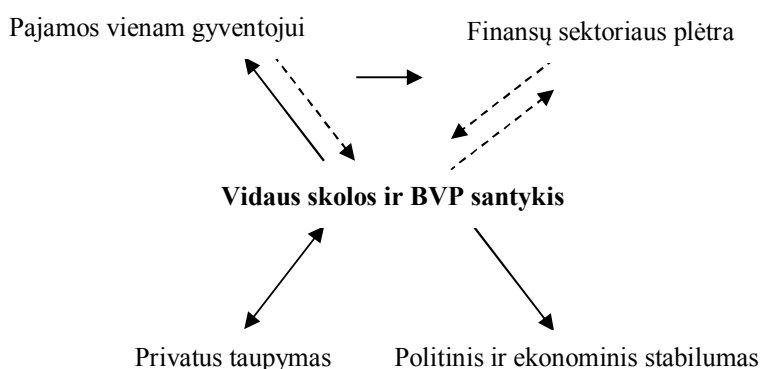 Pajamos vienam gyventojui
Finansų sektoriaus plėtra
Vidaus skolos ir BVP santykis
Privatus taupymas
Politinis ir ekonominis stabilumas